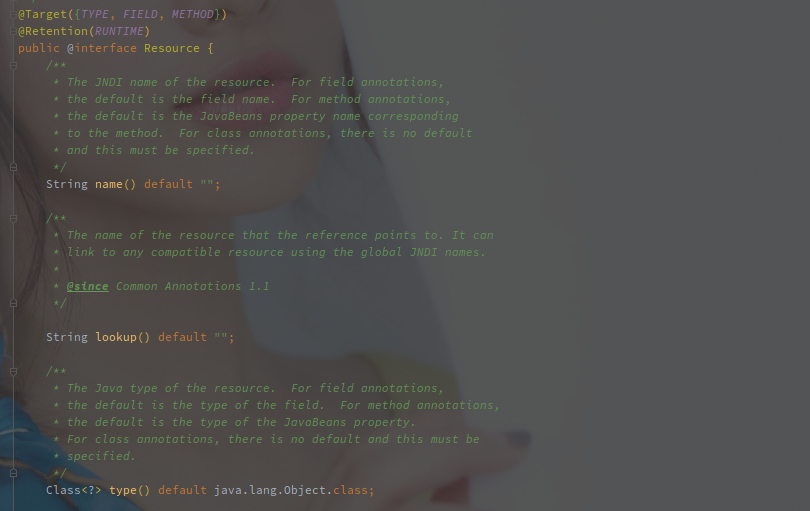 @Target({TYPE, FIELD, METHOD})
@Retention(RUNTIME)
public @interface Resource {
/**
* The JNDI name of the resource.  For field annotations,
* the default is the field name.  For method annotations,
* the default is the JavaBeans property name corresponding
* to the method.  For class annotations, there is no default
* and this must be specified.
*/
String name() default "";
/**
* The name of the resource that the reference points to. It can
* link to any compatible resource using the global JNDI names.
*
* @since Common Annotations 1.1
*/
String lookup() default "";
/**
* The Java type of the resource.  For field annotations,
* the default is the type of the field.  For method annotations,
* the default is the type of the JavaBeans property.
* For class annotations, there is no default and this must be
* specified.
*/
Class<?> type() default java.lang.Object.class;